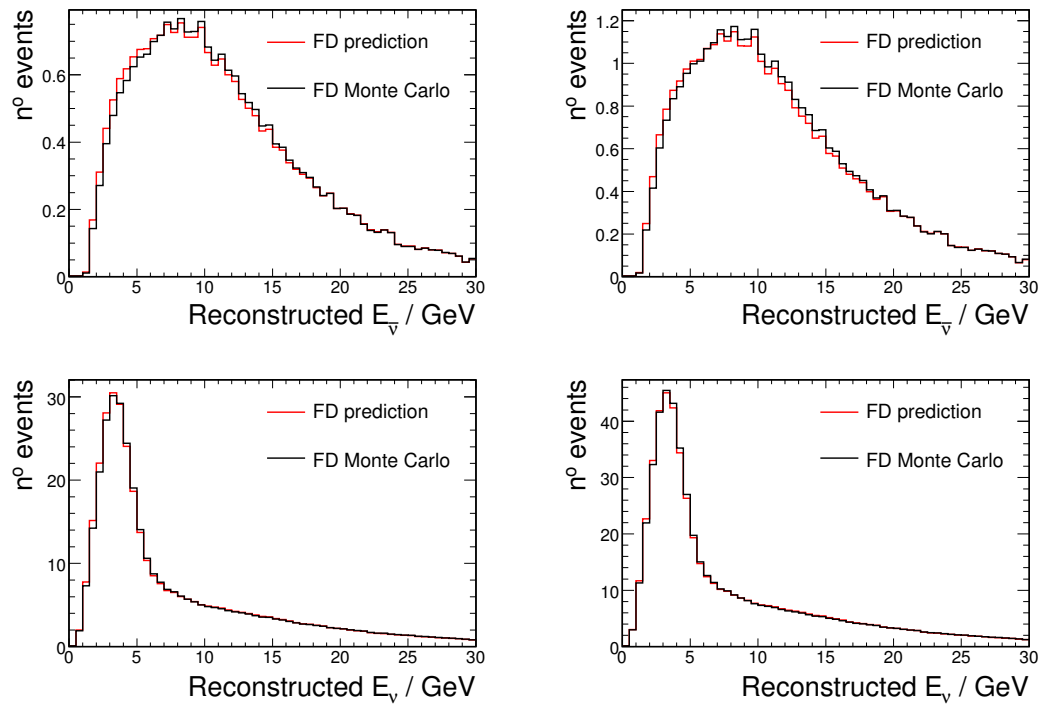 nº events
0.6
0.4
0.2
0
FD prediction
FD Monte Carlo
0 5 10 15 20 25 30
Reconstructed E_ν̅ / GeV
nº events
1.2
1
0.8
0.6
0.4
0.2
0
FD prediction
FD Monte Carlo
0 5 10 15 20 25 30
Reconstructed E_ν̅ / GeV
nº events
30
20
10
0
FD prediction
FD Monte Carlo
0 5 10 15 20 25 30
Reconstructed E_ν / GeV
nº events
40
30
20
10
0
FD prediction
FD Monte Carlo
0 5 10 15 20 25 30
Reconstructed E_ν / GeV